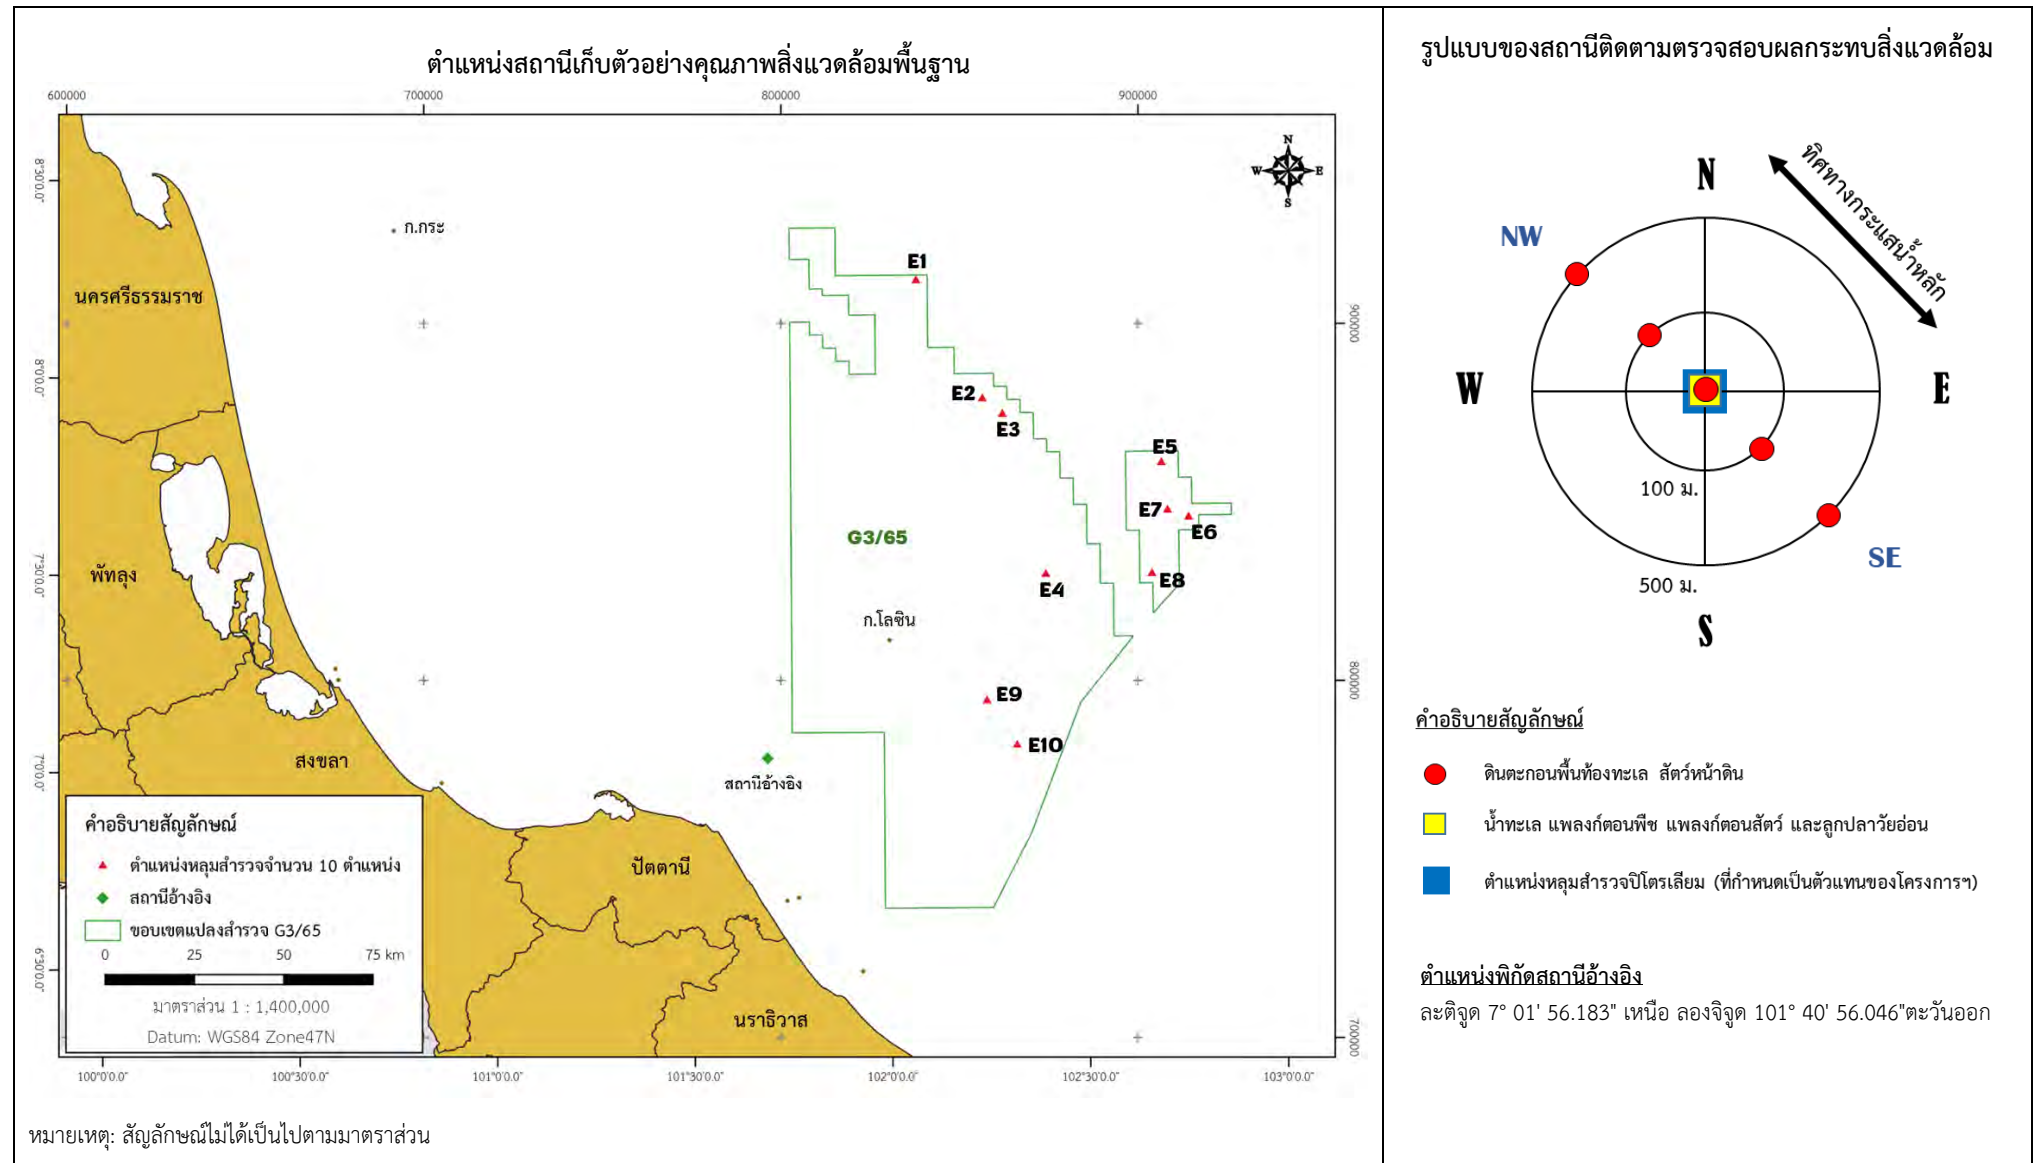 ตำแหน่งสถานีเก็บตัวอย่างคุณภาพสิ่งแวดล้อมพื้นฐาน
600000
700000
800000
900000
N
W
E
S
8°30'0.0"
8°0'0.0"
7°30'0.0"
7°0'0.0"
6°30'0.0"
900000
800000
700000
ก.กระ
นครศรีธรรมราช
E1
E2
E3
E5
E7
E6
G3/65
พัทลุง
E4
E8
ก.โลซิน
E9
E10
สงขลา
สถานีอ้างอิง
ปัตตานี
นราธิวาส
คำอธิบายสัญลักษณ์
ตำแหน่งหลุมสำรวจจำนวน 10 ตำแหน่ง
สถานีอ้างอิง
ขอบเขตแปลงสำรวจ G3/65
0 25 50 75 km
มาตราส่วน 1 : 1,400,000
Datum: WGS84 Zone47N
100°0'0.0"
100°30'0.0"
101°0'0.0"
101°30'0.0"
102°0'0.0"
102°30'0.0"
103°0'0.0"
หมายเหตุ: สัญลักษณ์ไม่ได้เป็นไปตามมาตราส่วน
รูปแบบของสถานีติดตามตรวจสอบผลกระทบสิ่งแวดล้อม
ทิศทางกระแสน้ำหลัก
N
NW
W
E
100 ม.
SE
500 ม.
S
คำอธิบายสัญลักษณ์
ดินตะกอนพื้นท้องทะเล สัตว์หน้าดิน
น้ำทะเล แพลงก์ตอนพืช แพลงก์ตอนสัตว์ และลูกปลาวัยอ่อน
ตำแหน่งหลุมสำรวจปิโตรเลียม (ที่กำหนดเป็นตัวแทนของโครงการฯ)
ตำแหน่งพิกัดสถานีอ้างอิง
ละติจูด 7° 01' 56.183" เหนือ ลองจิจูด 101° 40' 56.046"ตะวันออก